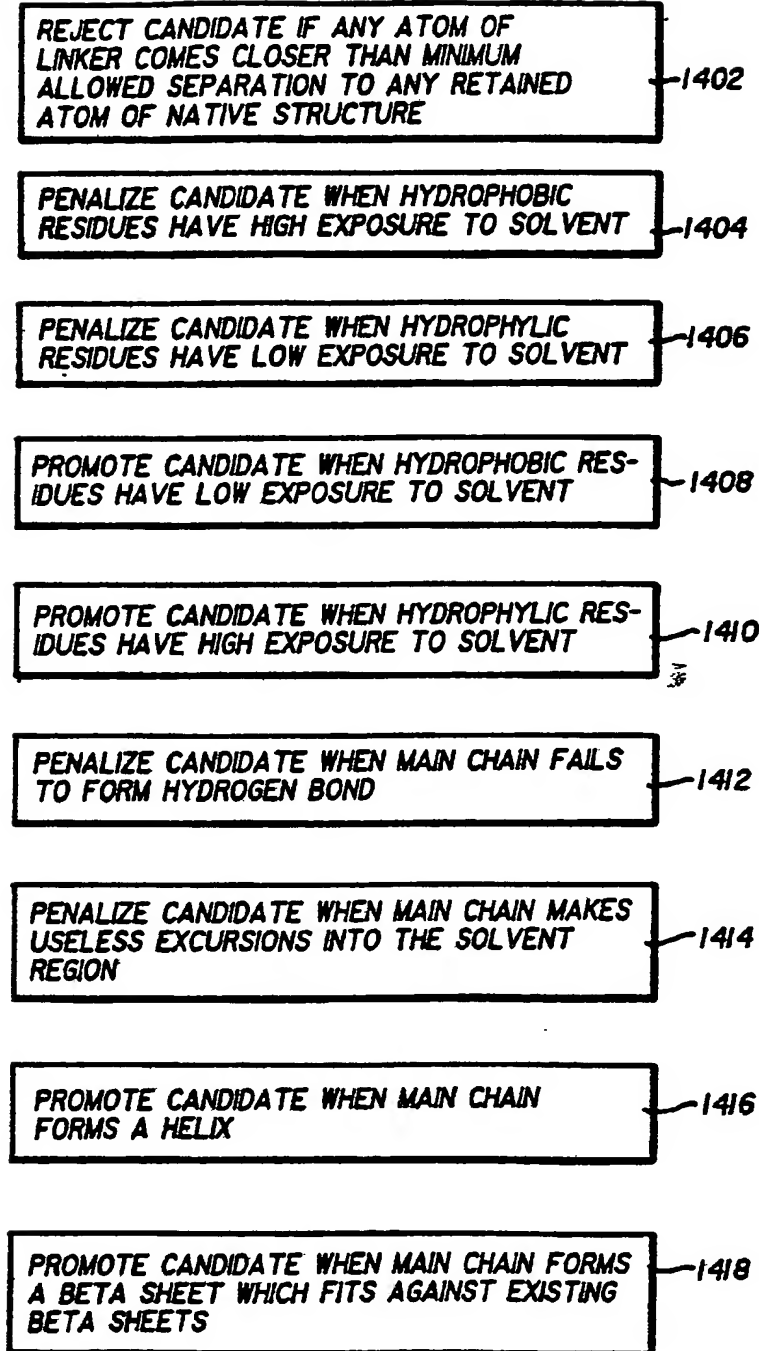 REJECT CANDIDATE IF ANY ATOM OF
LINKER COMES CLOSER THAN MINIMUM
ALLOWED SEPARATION TO ANY RETAINED
ATOM OF NATIVE STRUCTURE
1402
PENALIZE CANDIDATE WHEN HYDROPHOBIC
RESIDUES HAVE HIGH EXPOSURE TO SOLVENT
1404
PENALIZE CANDIDATE WHEN HYDROPHYLIC
RESIDUES HAVE LOW EXPOSURE TO SOLVENT
1406
PROMOTE CANDIDATE WHEN HYDROPHOBIC RES-
IDUES HAVE LOW EXPOSURE TO SOLVENT
1408
PROMOTE CANDIDATE WHEN HYDROPHYLIC RES-
IDUES HAVE HIGH EXPOSURE TO SOLVENT
1410
PENALIZE CANDIDATE WHEN MAIN CHAIN FAILS
TO FORM HYDROGEN BOND
1412
PENALIZE CANDIDATE WHEN MAIN CHAIN MAKES
USELESS EXCURSIONS INTO THE SOLVENT
REGION
1414
PROMOTE CANDIDATE WHEN MAIN CHAIN
FORMS A HELIX
1416
PROMOTE CANDIDATE WHEN MAIN CHAIN FORMS
A BETA SHEET WHICH FITS AGAINST EXISTING
BETA SHEETS
1418